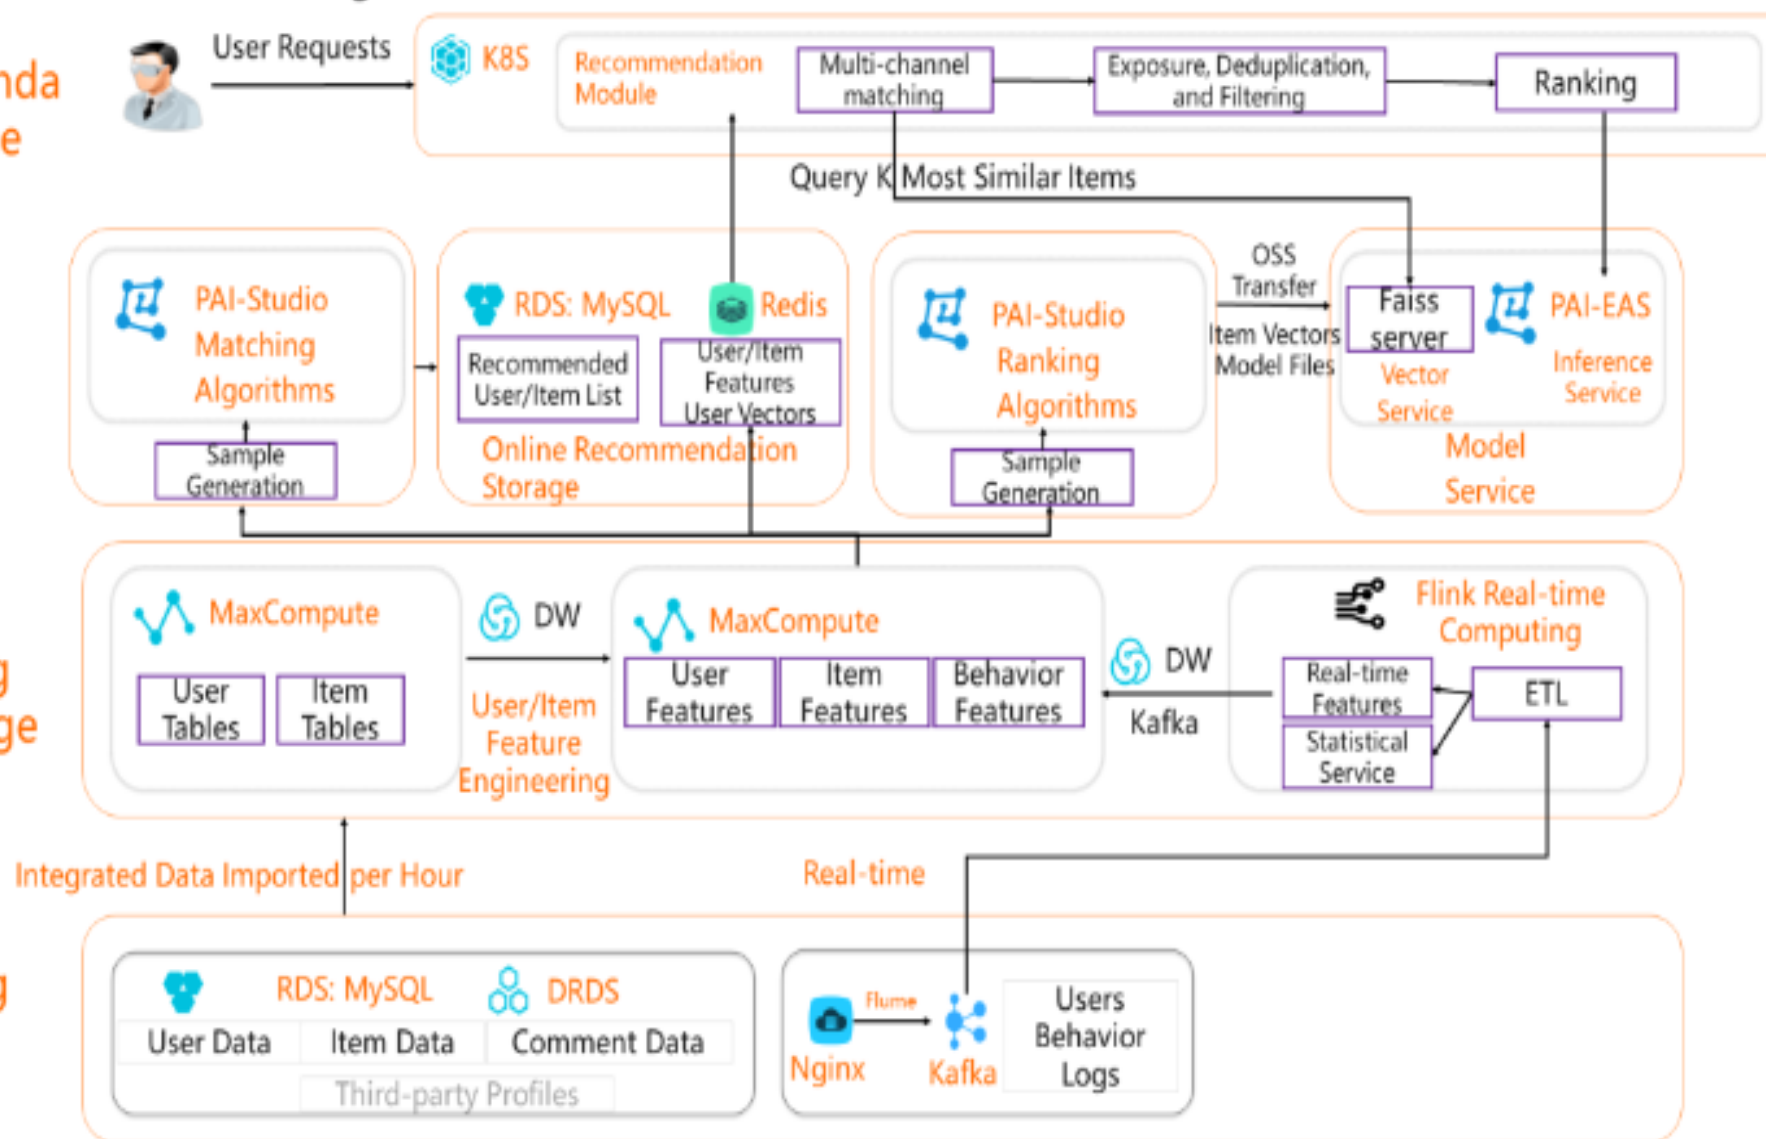 User Requests
K8S
Recommendation
Module
Multi-channel
matching
Exposure, Deduplication,
and Filtering
Ranking
nda
e
Query K Most Similar Items
PAI-Studio
Matching
Algorithms
Sample
Generation
RDS: MySQL
Redis
Recommended
User/Item List
User/Item
Features
User Vectors
Online Recommendation
Storage
PAI-Studio
Ranking
Algorithms
Sample
Generation
OSS
Transfer
Item Vectors
Model Files
Faiss
server
Vector
Service
PAI-EAS
Inference
Service
Model
Service
MaxCompute
User
Tables
Item
Tables
DW
User/Item
Feature
Engineering
MaxCompute
User
Features
Item
Features
Behavior
Features
DW
Kafka
Flink Real-time
Computing
Real-time
Features
Statistical
Service
ETL
g
ge
Integrated Data Imported per Hour
Real-time
g
RDS: MySQL
DRDS
User Data
Item Data
Comment Data
Third-party Profiles
Nginx
Flume
Kafka
Users
Behavior
Logs